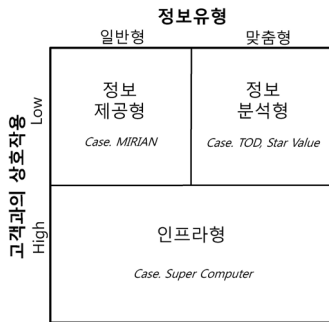 정보유형
일반형 맞춤형
고객과의 상호작용
Low
정보
제공형
Case. MIRIAN
정보
분석형
Case. TOD, Star Value
High
인프라형
Case. Super Computer